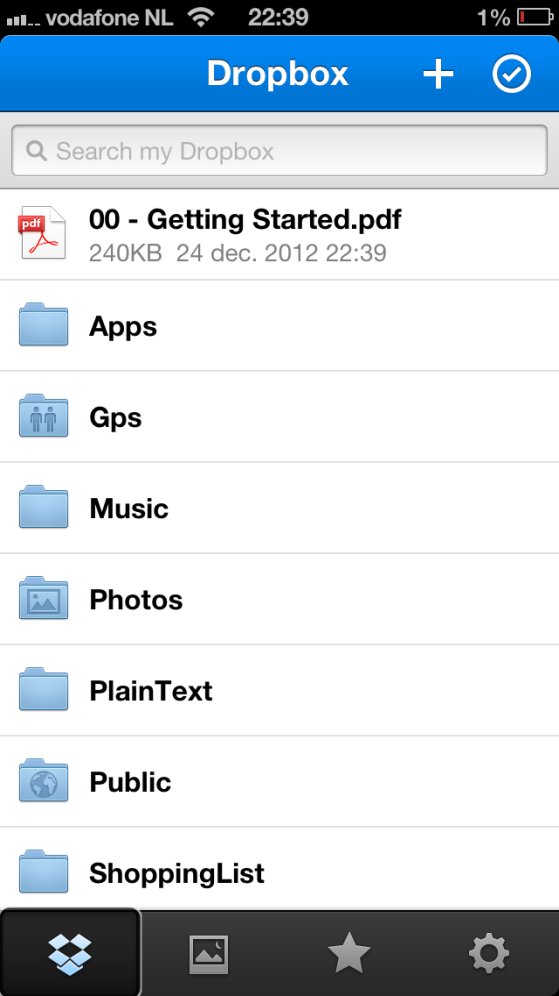 vodafone NL 22:39 1%
Dropbox
Search my Dropbox
pdf
00 - Getting Started.pdf
240KB 24 dec. 2012 22:39
Apps
Gps
Music
Photos
PlainText
Public
ShoppingList